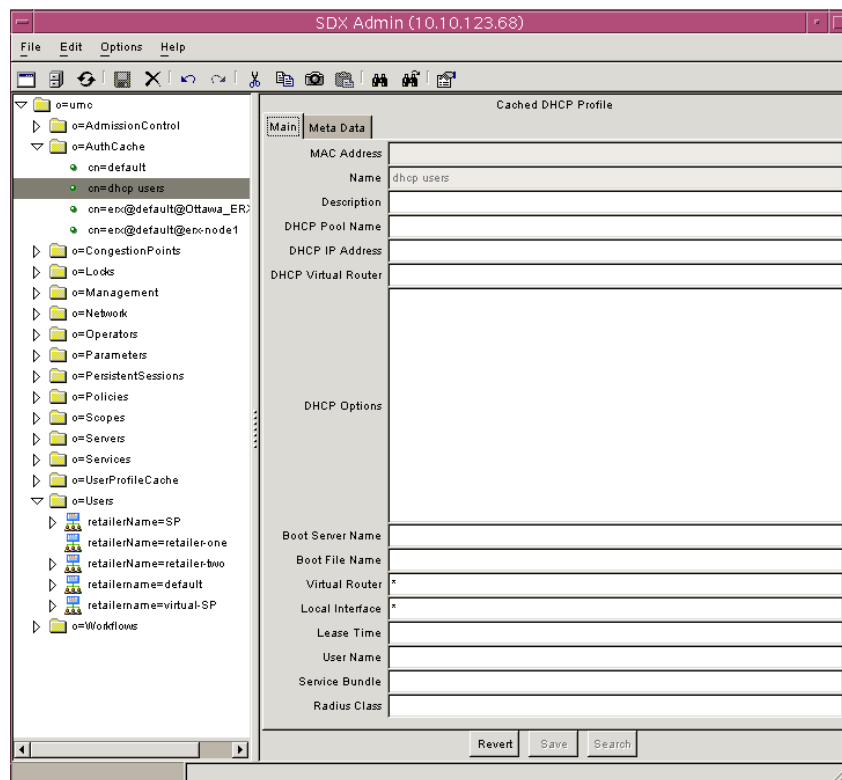 SDX Admin (10.10.123.68)
File Edit Options Help
o=umc
o=AdmissionControl
o=AuthCache
cn=default
cn=dhcp users
cn=erx@default@Ottawa_ERX
cn=erx@default@erx-node1
o=CongestionPoints
o=Locks
o=Management
o=Network
o=Operators
o=Parameters
o=PersistentSessions
o=Policies
o=Scopes
o=Servers
o=Services
o=UserProfileCache
o=Users
retailerName=SP
retailerName=retailer-one
retailerName=retailer-two
retailername=default
retailername=virtual-SP
o=Workflows
Cached DHCP Profile
Main Meta Data
MAC Address
Name dhcp users
Description
DHCP Pool Name
DHCP IP Address
DHCP Virtual Router
DHCP Options
Boot Server Name
Boot File Name
Virtual Router *
Local Interface *
Lease Time
User Name
Service Bundle
Radius Class
Revert Save Search